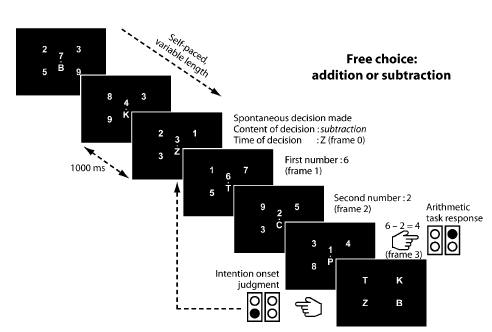 2 3
7
B
5 9
Self-paced,
variable length
Free choice:
addition or subtraction
8 4 3
K
9
2 3 1
Z
3
Spontaneous decision made
Content of decision : subtraction
Time of decision : Z (frame 0)
1000 ms
1 6 7
T
5
First number : 6
(frame 1)
9 2 5
C
3
Second number : 2
(frame 2)
3 1 4
P
8
6 – 2 = 4
(frame 3)
Arithmetic
task response
Intention onset
judgment
T K
Z B